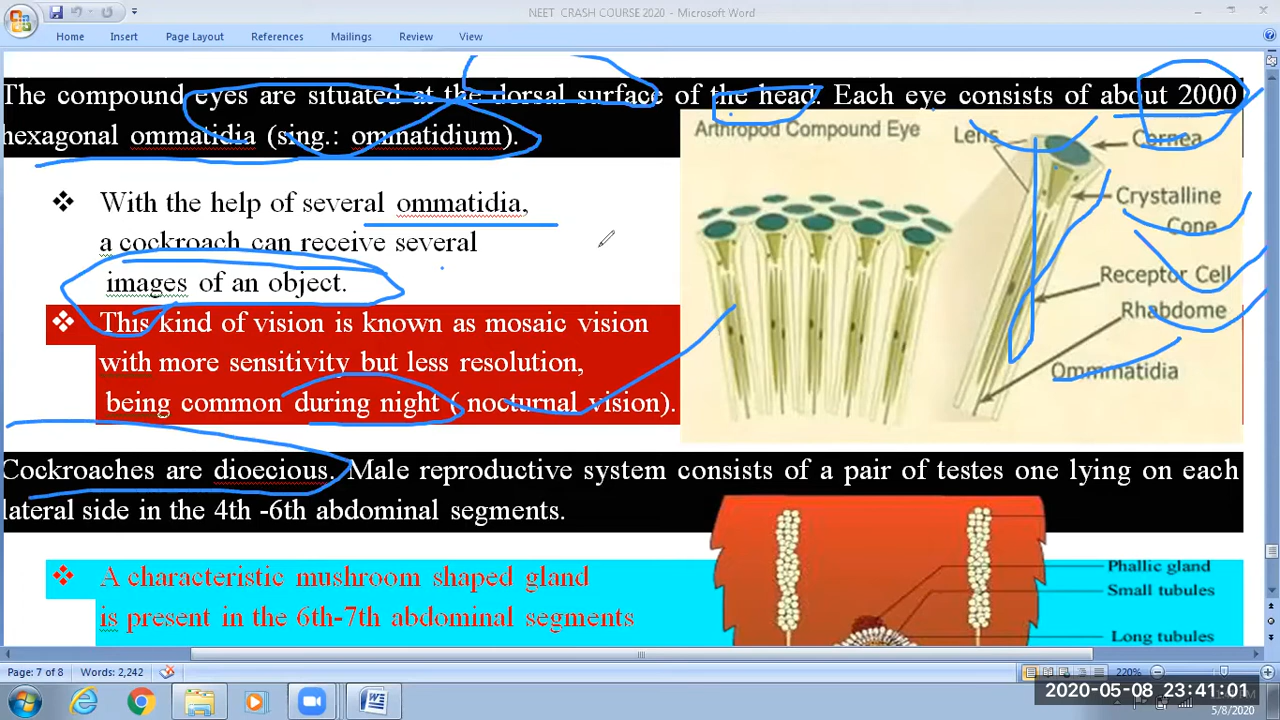 NEET CRASH COURSE 2020 - Microsoft Word
Home Insert Page Layout References Mailings Review View
The compound eyes are situated at the dorsal surface of the head. Each eye consists of about 2000
hexagonal ommatidia (sing.: ommatidium).
Arthropod Compound Eye
Lens
Cornea
Crystalline
Cone
Receptor Cell
Rhabdome
Ommmatidia
❖ With the help of several ommatidia,
a cockroach can receive several
images of an object.
❖ This kind of vision is known as mosaic vision
with more sensitivity but less resolution,
being common during night ( nocturnal vision).
Cockroaches are dioecious. Male reproductive system consists of a pair of testes one lying on each
lateral side in the 4th -6th abdominal segments.
❖ A characteristic mushroom shaped gland
is present in the 6th-7th abdominal segments
Phallic gland
Small tubules
Long tubules
Page: 7 of 8 Words: 2,242
220%
2020-05-08 23:41:01
5/8/2020